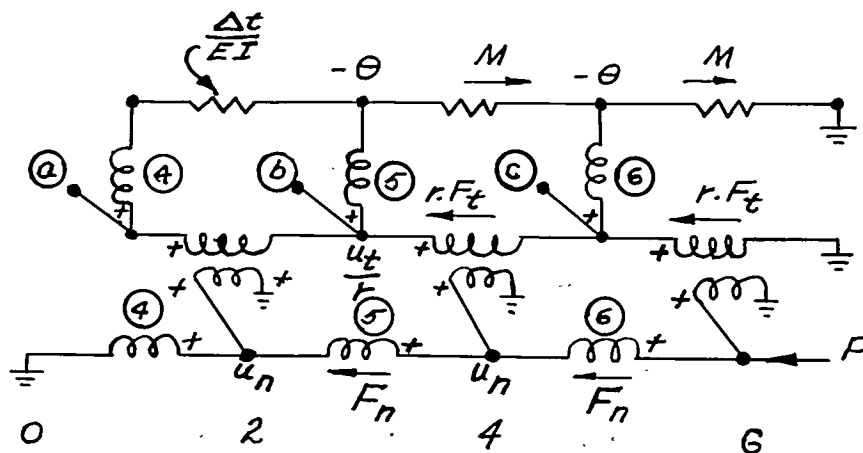 Δt
EI
-θ
M
-θ
M
a
4
b
5
c
6
+
+
+
r.Ft
r.Ft
+
+
+
ut
r
+
+
+
+
4
+
5
+
6
+
P
un
Fn
un
Fn
0
2
4
6